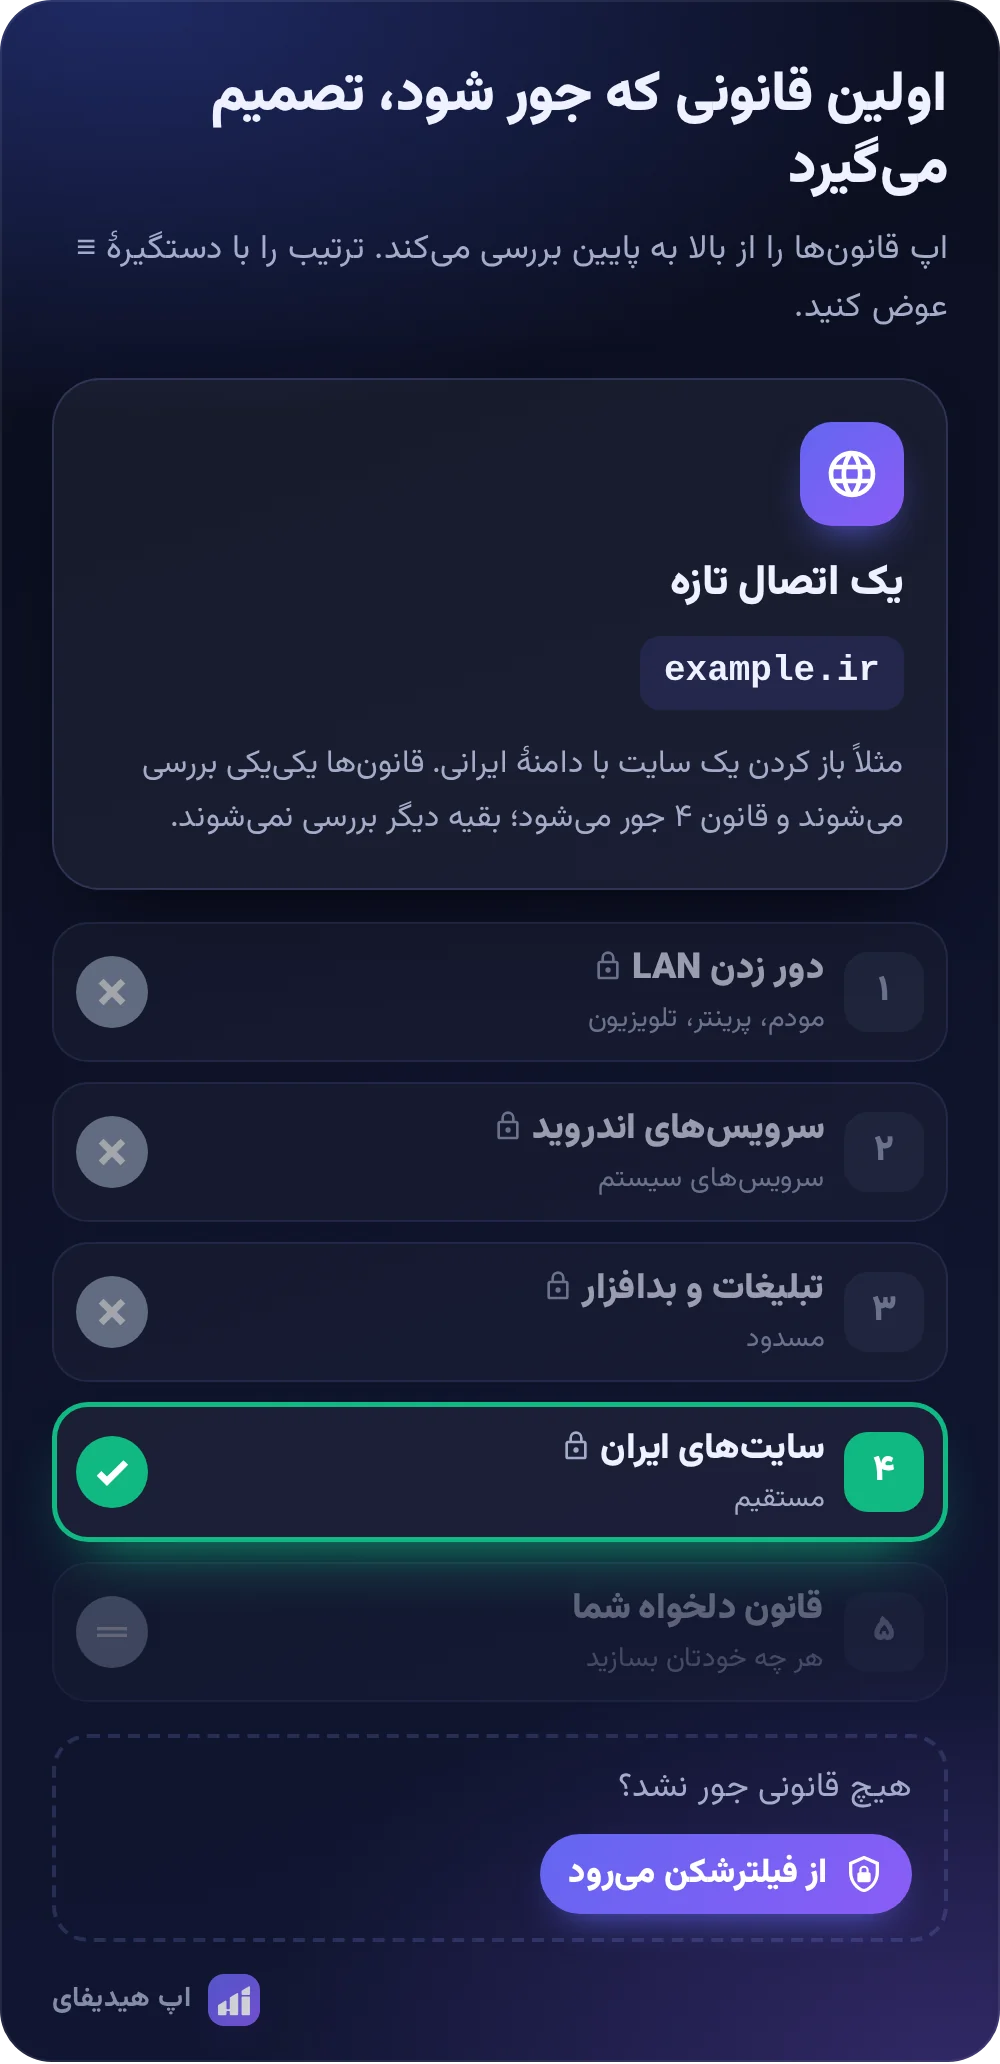 اولین قانونی که جور شود، تصمیم
می‌گیرد
اپ قانون‌ها را از بالا به پایین بررسی می‌کند. ترتیب را با دستگیرهٔ ≡
عوض کنید.
یک اتصال تازه
example.ir
مثلاً باز کردن یک سایت با دامنهٔ ایرانی. قانون‌ها یکی‌یکی بررسی
می‌شوند و قانون ۴ جور می‌شود؛ بقیه دیگر بررسی نمی‌شوند.
۱
دور زدن LAN
مودم، پرینتر، تلویزیون
۲
سرویس‌های اندروید
سرویس‌های سیستم
۳
تبلیغات و بدافزار
مسدود
۴
سایت‌های ایران
مستقیم
۵
قانون دلخواه شما
هر چه خودتان بسازید
هیچ قانونی جور نشد؟
از فیلترشکن می‌رود
اپ هیدیفای